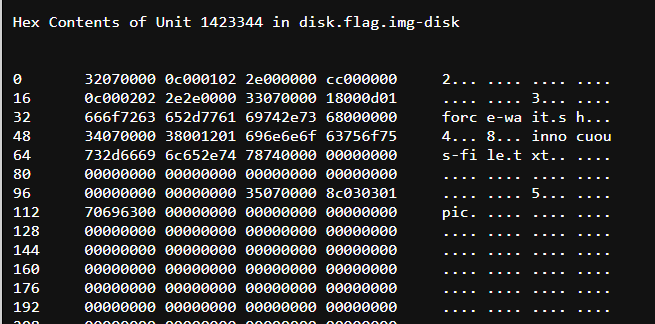 Hex Contents of Unit 1423344 in disk.flag.img-disk
0 32070000 0c000102 2e000000 cc000000 2... .... .... ....
16 0c000202 2e2e0000 33070000 18000d01 .... .... 3... ....
32 666f7263 652d7761 69742e73 68000000 forc e-wa it.s h...
48 34070000 38001201 696e6e6f 63756f75 4... 8... inno cuou
64 732d6669 6c652e74 78740000 00000000 s-fi le.t xt.. ....
80 00000000 00000000 00000000 00000000 .... .... .... ....
96 00000000 00000000 35070000 8c030301 .... .... 5... ....
112 70696300 00000000 00000000 00000000 pic. .... .... ....
128 00000000 00000000 00000000 00000000 .... .... .... ....
144 00000000 00000000 00000000 00000000 .... .... .... ....
160 00000000 00000000 00000000 00000000 .... .... .... ....
176 00000000 00000000 00000000 00000000 .... .... .... ....
192 00000000 00000000 00000000 00000000 .... .... .... ....